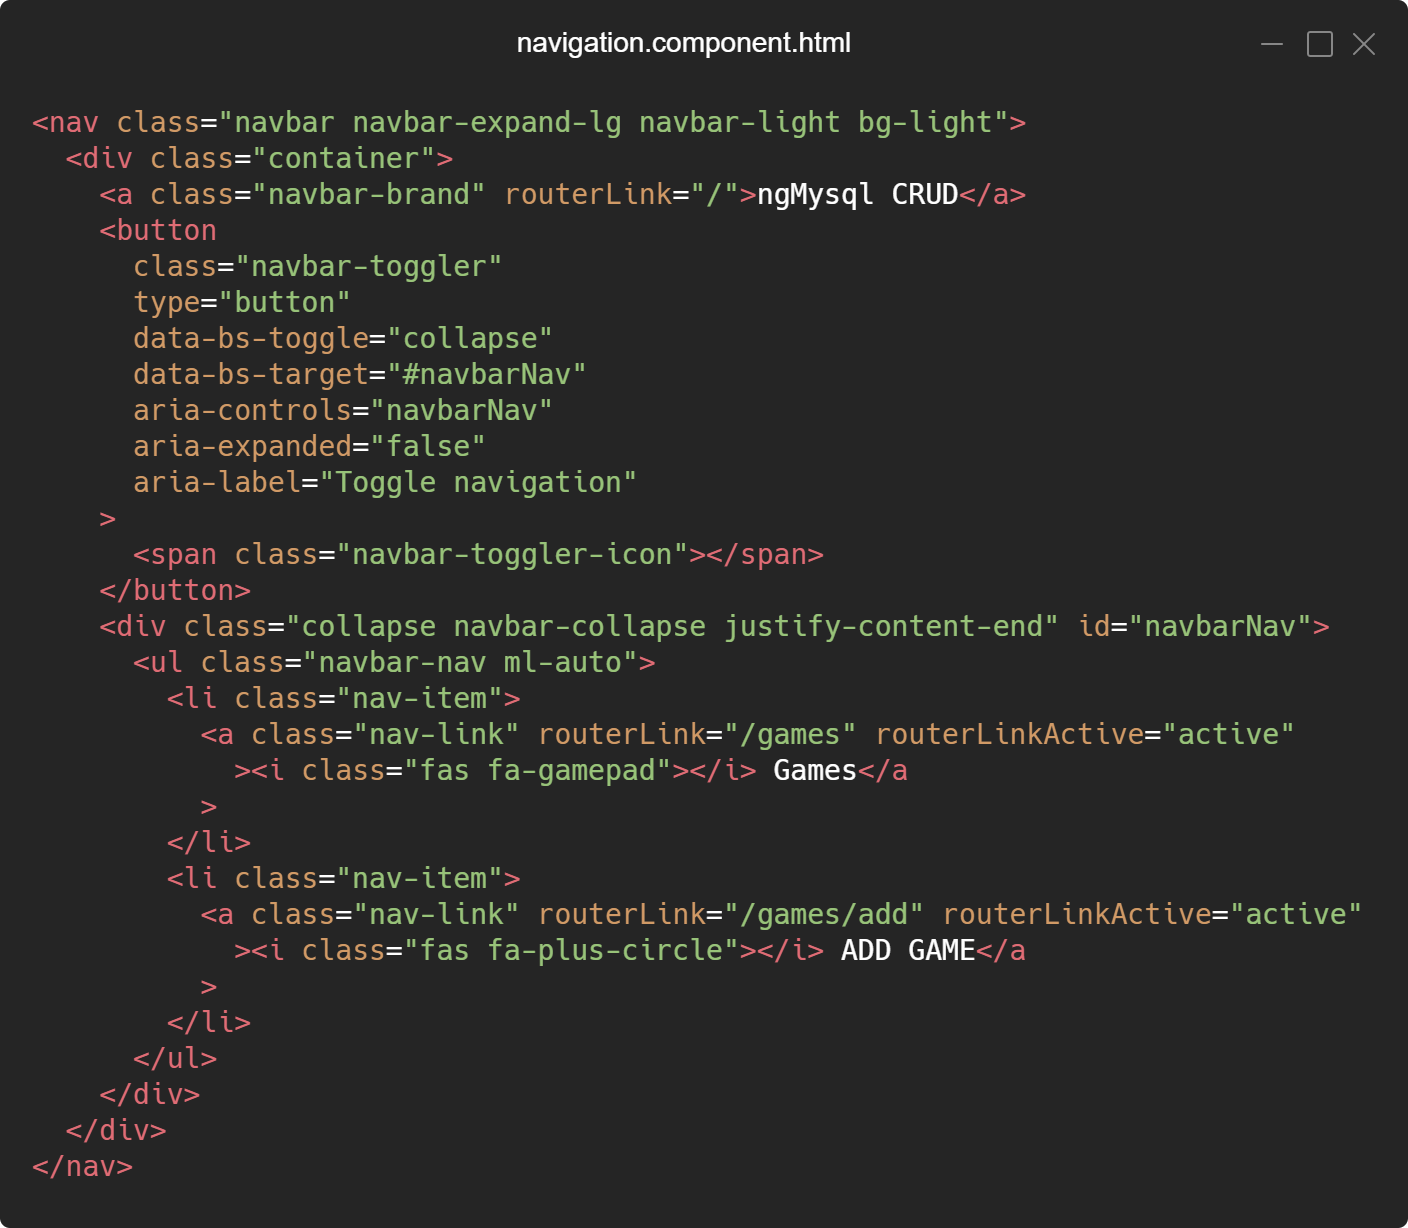 navigation.component.html
<nav class="navbar navbar-expand-lg navbar-light bg-light">
  <div class="container">
    <a class="navbar-brand" routerLink="/">ngMysql CRUD</a>
    <button
      class="navbar-toggler"
      type="button"
      data-bs-toggle="collapse"
      data-bs-target="#navbarNav"
      aria-controls="navbarNav"
      aria-expanded="false"
      aria-label="Toggle navigation"
    >
      <span class="navbar-toggler-icon"></span>
    </button>
    <div class="collapse navbar-collapse justify-content-end" id="navbarNav">
      <ul class="navbar-nav ml-auto">
        <li class="nav-item">
          <a class="nav-link" routerLink="/games" routerLinkActive="active"
            ><i class="fas fa-gamepad"></i> Games</a
          >
        </li>
        <li class="nav-item">
          <a class="nav-link" routerLink="/games/add" routerLinkActive="active"
            ><i class="fas fa-plus-circle"></i> ADD GAME</a
          >
        </li>
      </ul>
    </div>
  </div>
</nav>